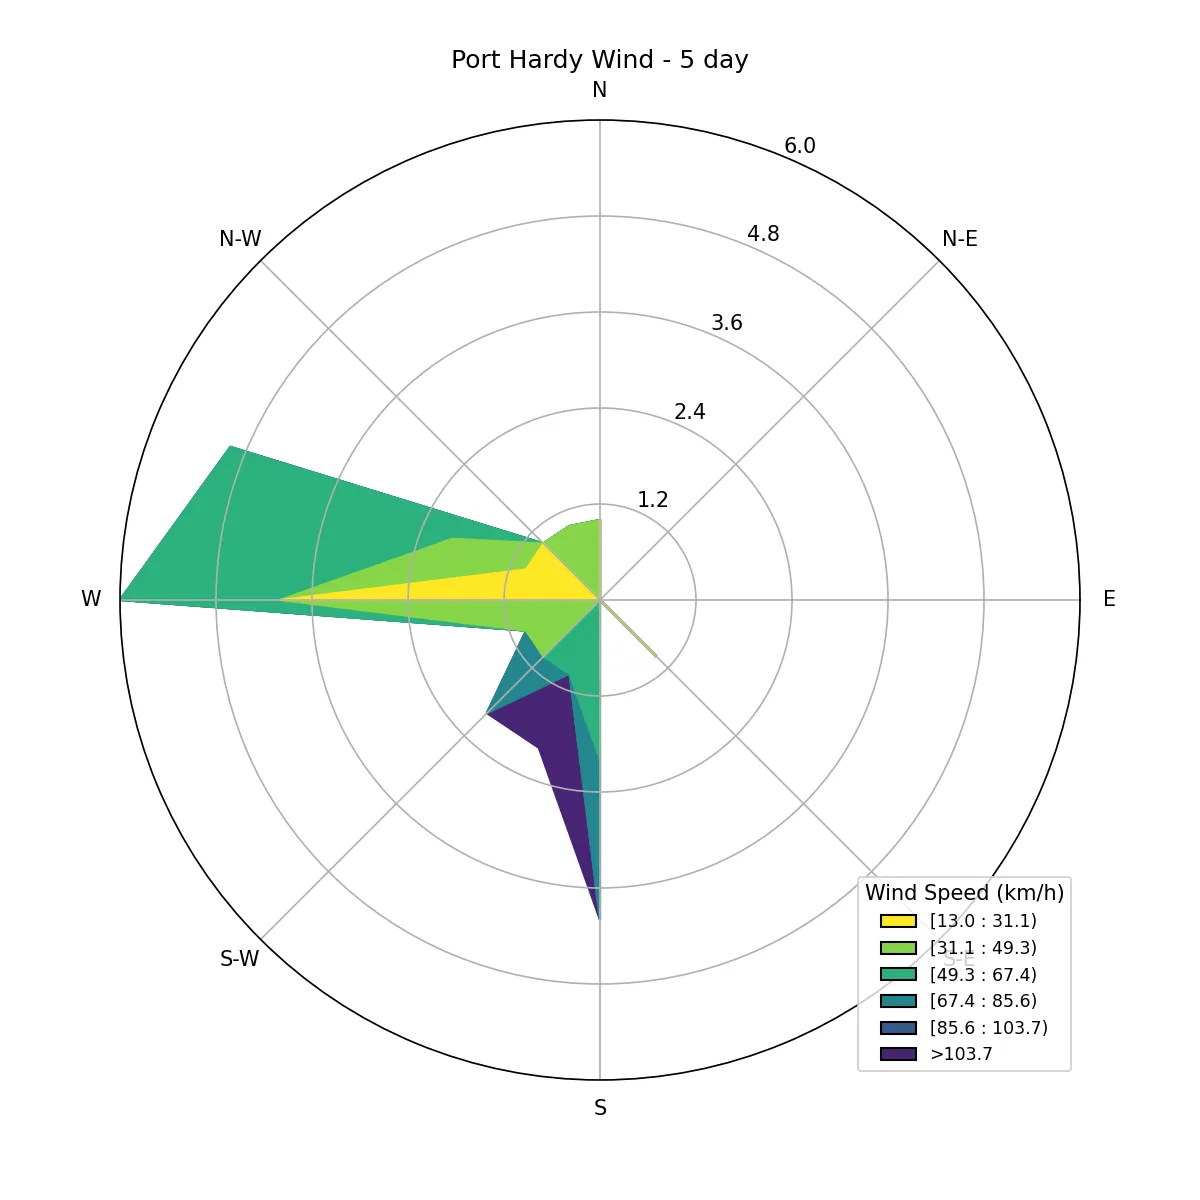 Port Hardy Wind - 5 day
N
6.0
N-W
N-E
4.8
3.6
2.4
1.2
W
E
Wind Speed (km/h)
[13.0 : 31.1)
[31.1 : 49.3)
S-W
S-E
[49.3 : 67.4)
[67.4 : 85.6)
[85.6 : 103.7)
>103.7
S